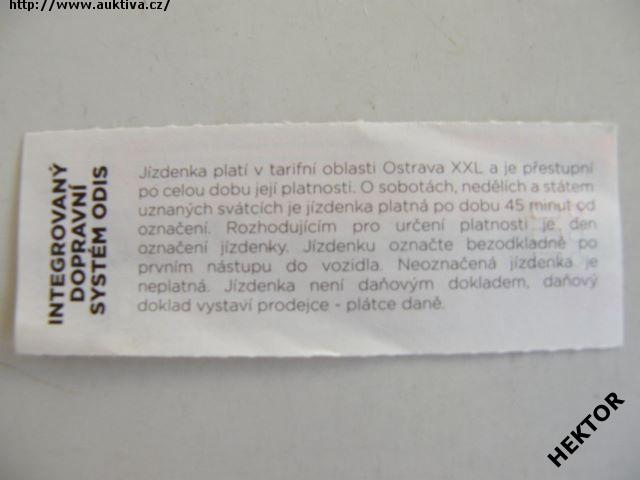 http://www.auktiva.cz/
INTEGROVANÝ
DOPRAVNÍ
SYSTÉM ODIS
Jízdenka platí v tarifní oblasti Ostrava XXL a je přestupní
po celou dobu její platnosti. O sobotách, nedělích a státem
uznaných svátcích je jízdenka platná po dobu 45 minut od
označení. Rozhodujícím pro určení platnosti je den
označení jízdenky. Jízdenku označte bezodkladně po
prvním nástupu do vozidla. Neoznačená jízdenka je
neplatná. Jízdenka není daňovým dokladem, daňový
doklad vystaví prodejce - plátce daně.
HEKTOR